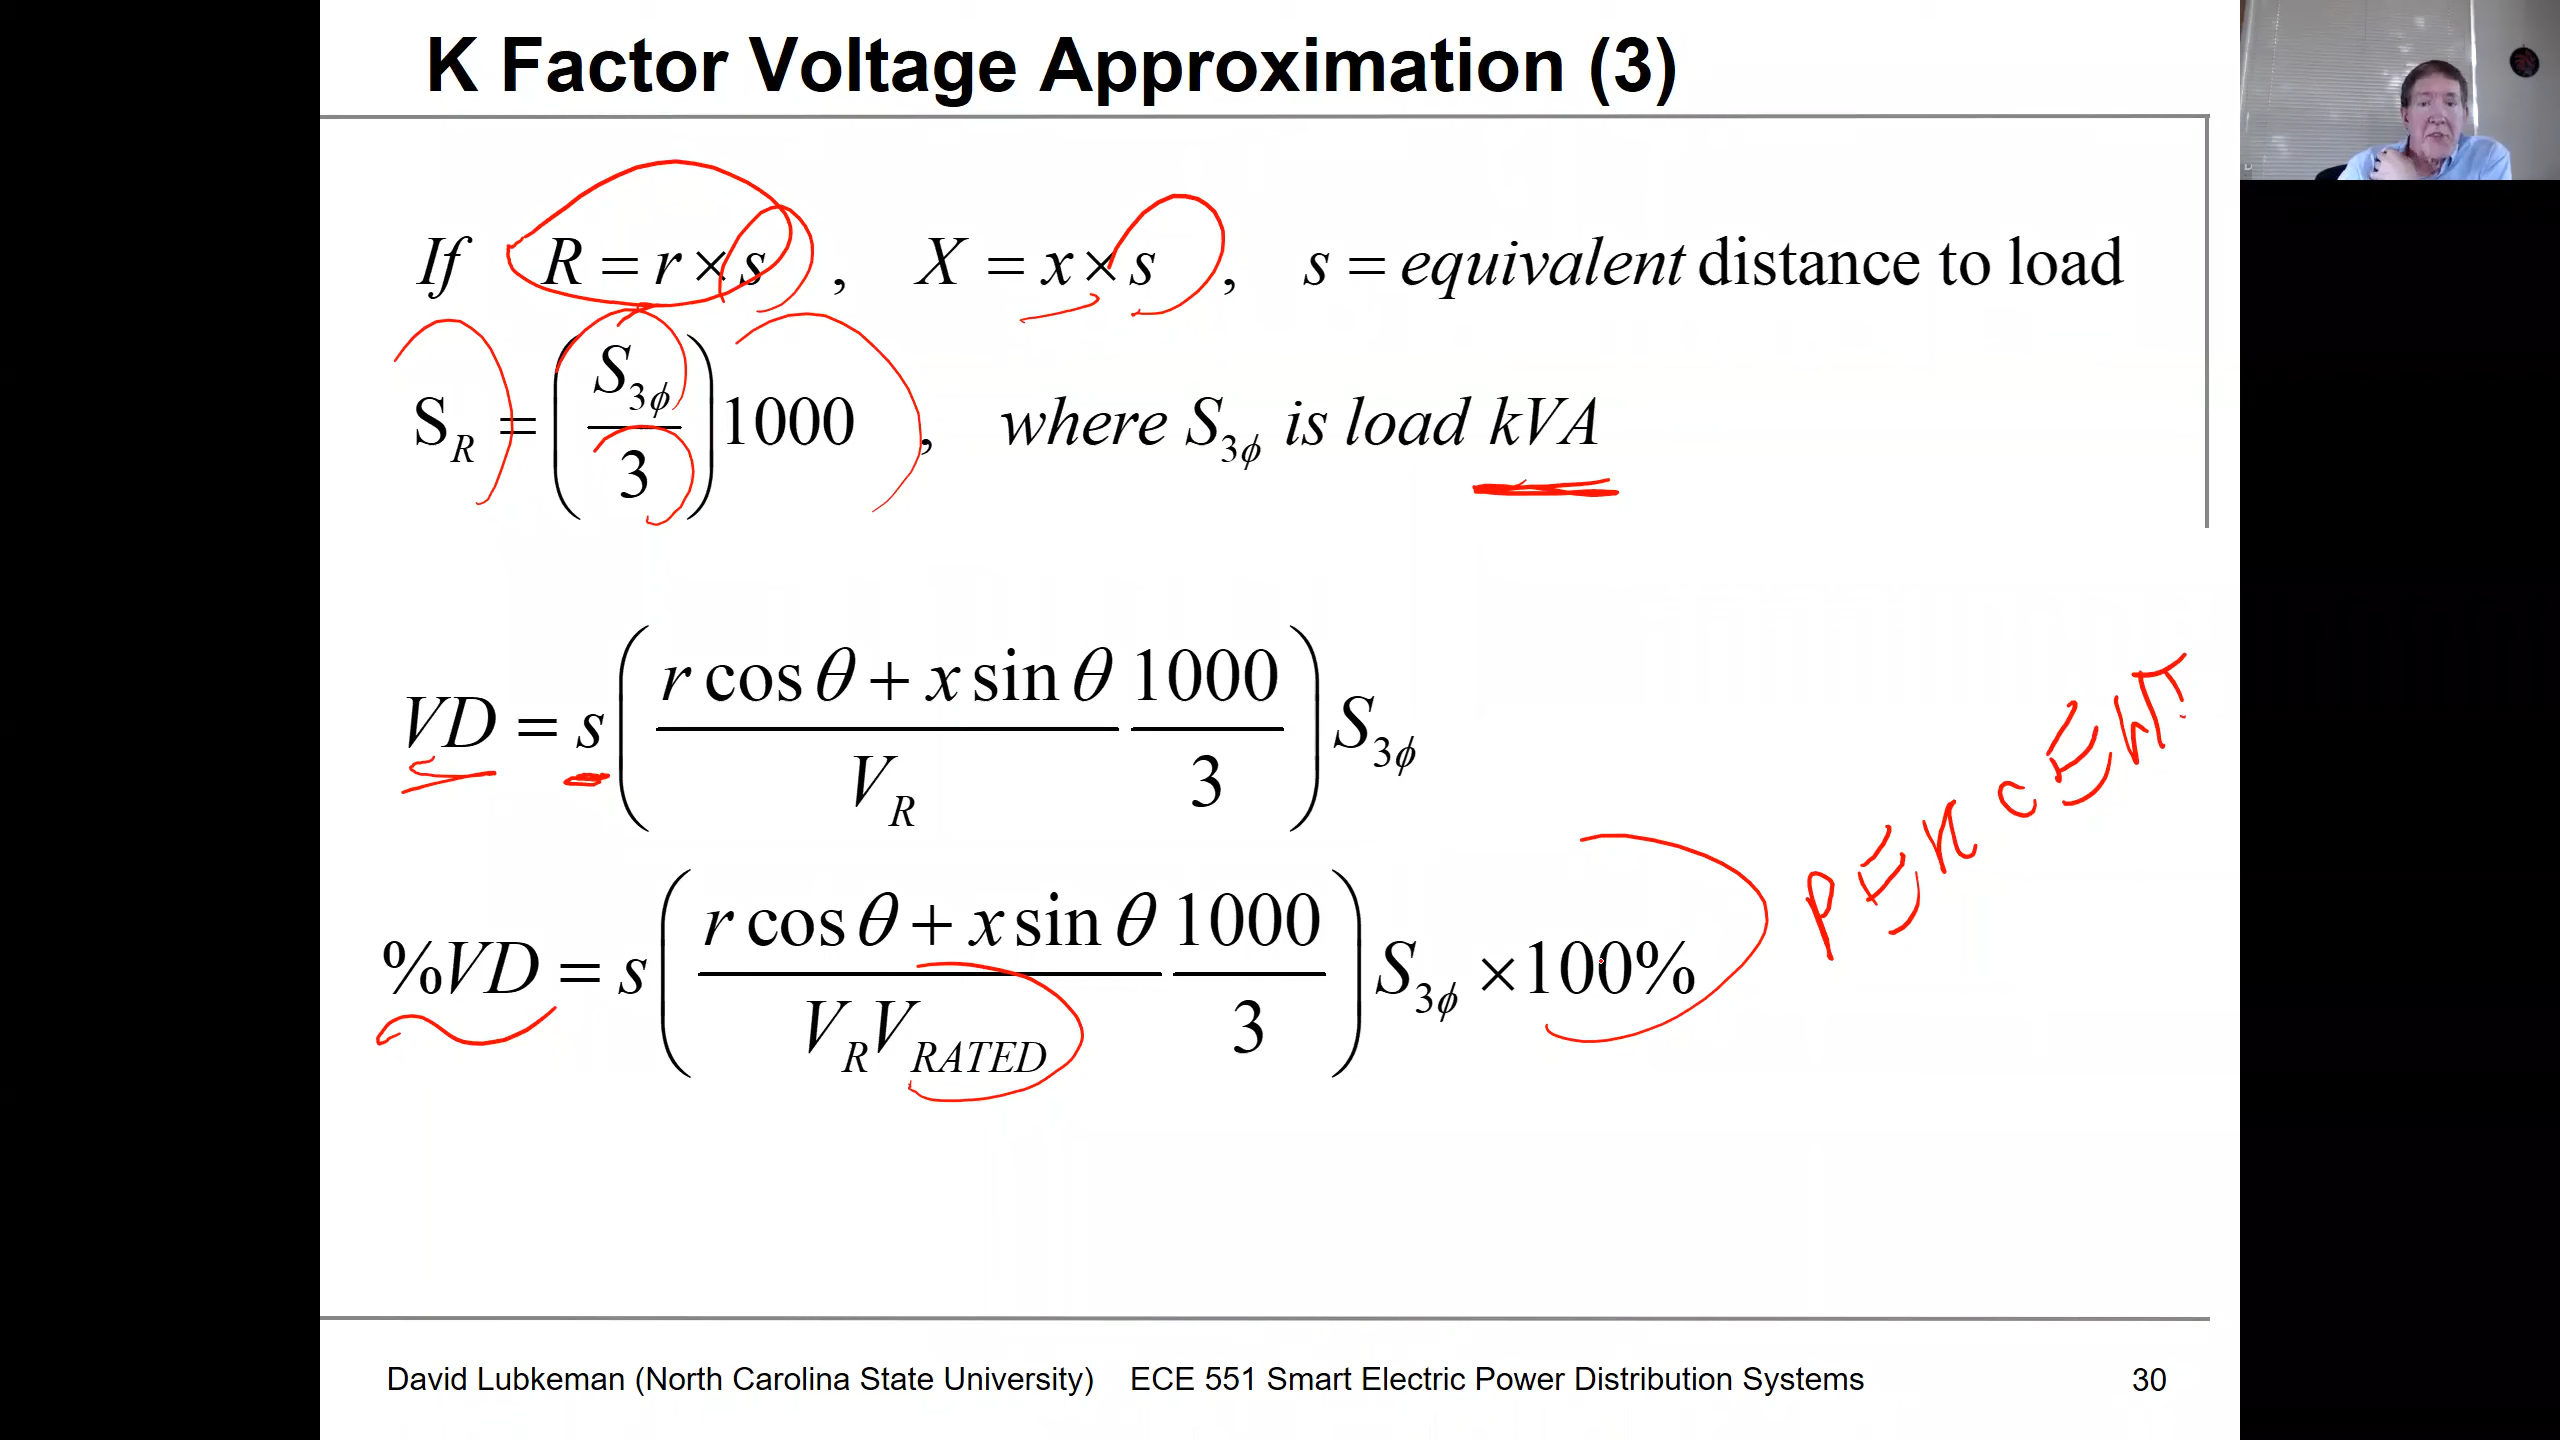 K Factor Voltage Approximation (3)
If R = r × s , X = x × s , s = equivalent distance to load
S_R = (S_3ϕ / 3) 1000 , where S_3ϕ is load kVA
VD = s ( (r cos θ + x sin θ) / V_R · 1000 / 3 ) S_3ϕ
%VD = s ( (r cos θ + x sin θ) / (V_R V_RATED) · 1000 / 3 ) S_3ϕ × 100%
PERCENT
David Lubkeman (North Carolina State University) ECE 551 Smart Electric Power Distribution Systems 30